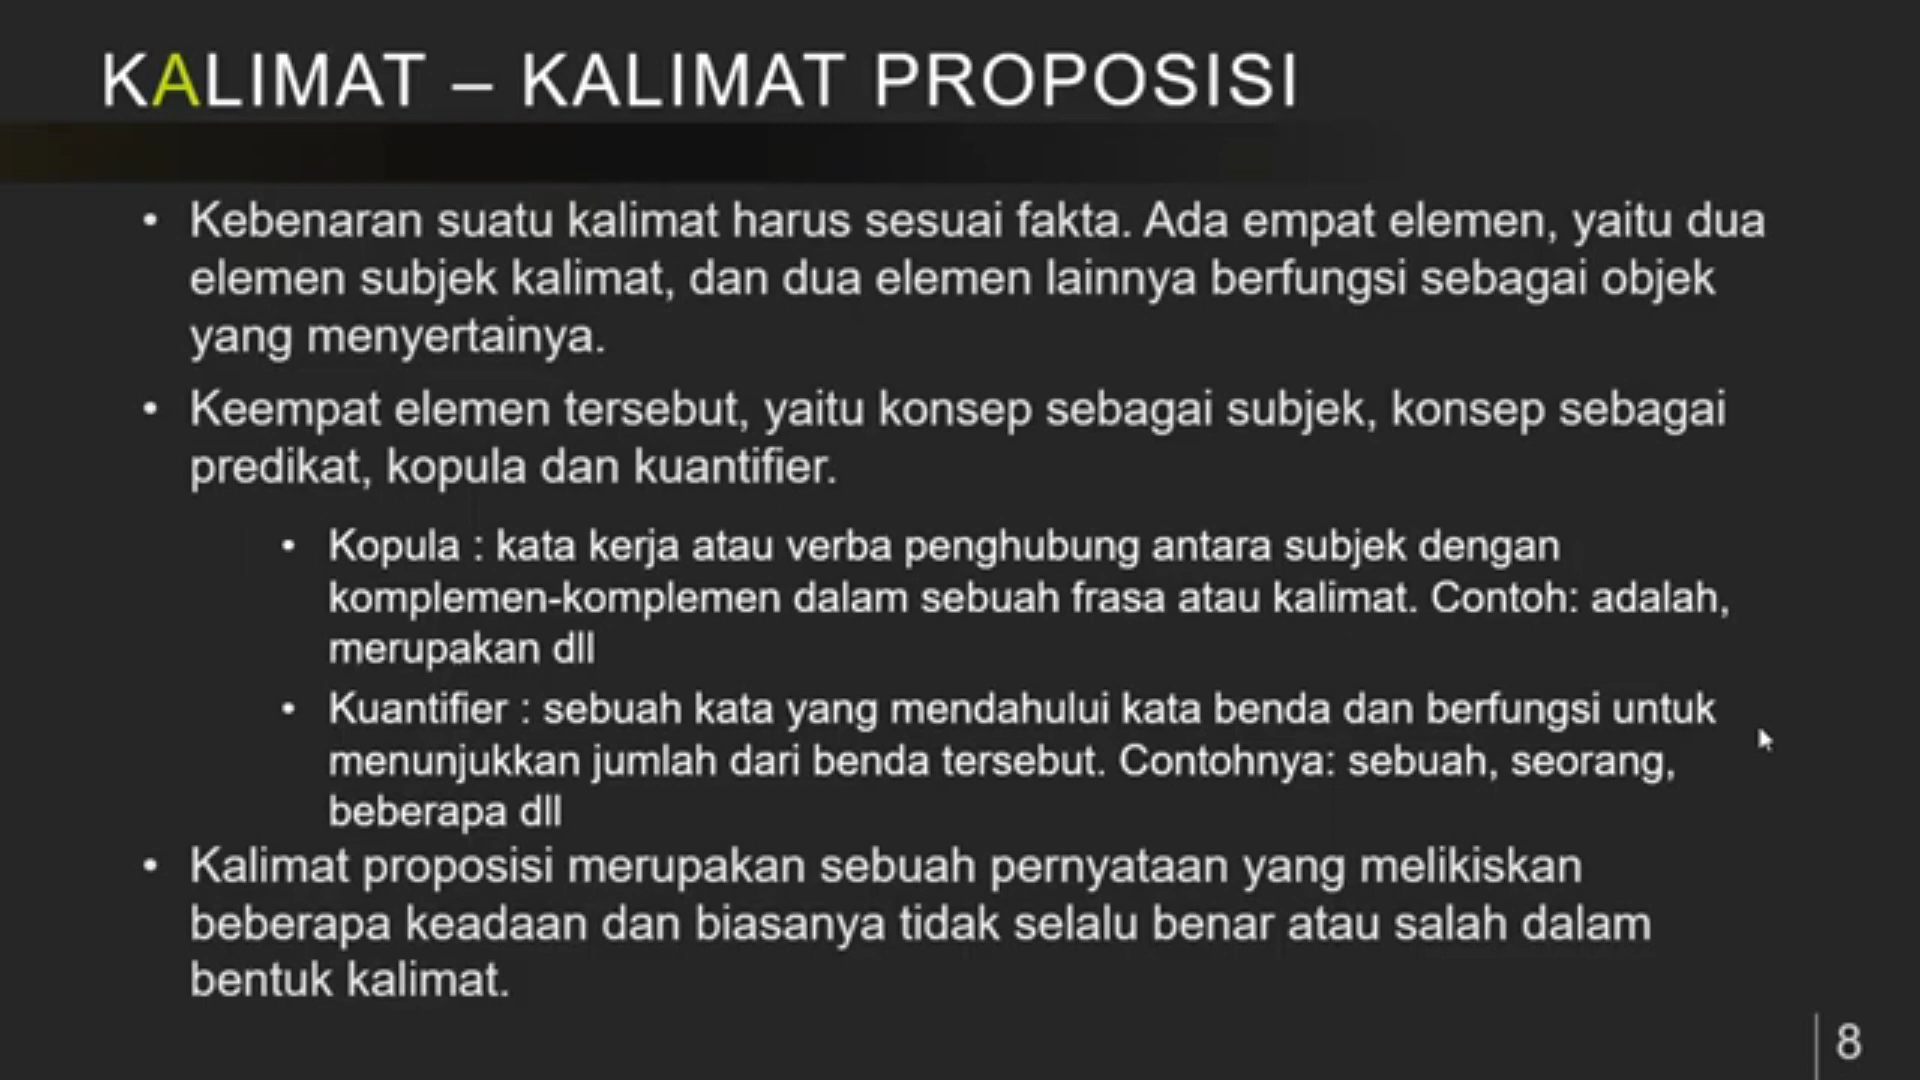 KALIMAT – KALIMAT PROPOSISI
• Kebenaran suatu kalimat harus sesuai fakta. Ada empat elemen, yaitu dua
elemen subjek kalimat, dan dua elemen lainnya berfungsi sebagai objek
yang menyertainya.
• Keempat elemen tersebut, yaitu konsep sebagai subjek, konsep sebagai
predikat, kopula dan kuantifier.
• Kopula : kata kerja atau verba penghubung antara subjek dengan
komplemen-komplemen dalam sebuah frasa atau kalimat. Contoh: adalah,
merupakan dll
• Kuantifier : sebuah kata yang mendahului kata benda dan berfungsi untuk
menunjukkan jumlah dari benda tersebut. Contohnya: sebuah, seorang,
beberapa dll
• Kalimat proposisi merupakan sebuah pernyataan yang melikiskan
beberapa keadaan dan biasanya tidak selalu benar atau salah dalam
bentuk kalimat.
8